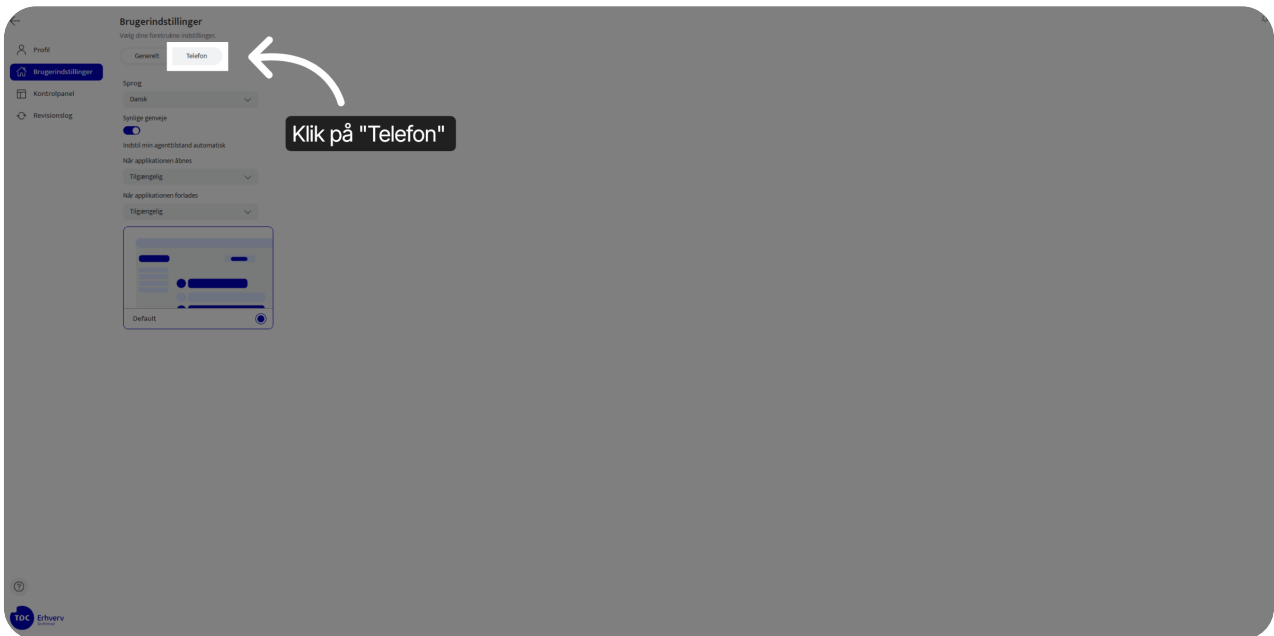 Brugerindstillinger
Vælg dine foretrukne indstillinger.
Profil
Brugerindstillinger
Kontrolpanel
Revisionslog
Generelt
Telefon
Klik på "Telefon"
Sprog
Dansk
Synlige genveje
Indstil min agenttilstand automatisk
Når applikationen åbnes
Tilgængelig
Når applikationen forlades
Tilgængelig
Default
TOC Erhverv